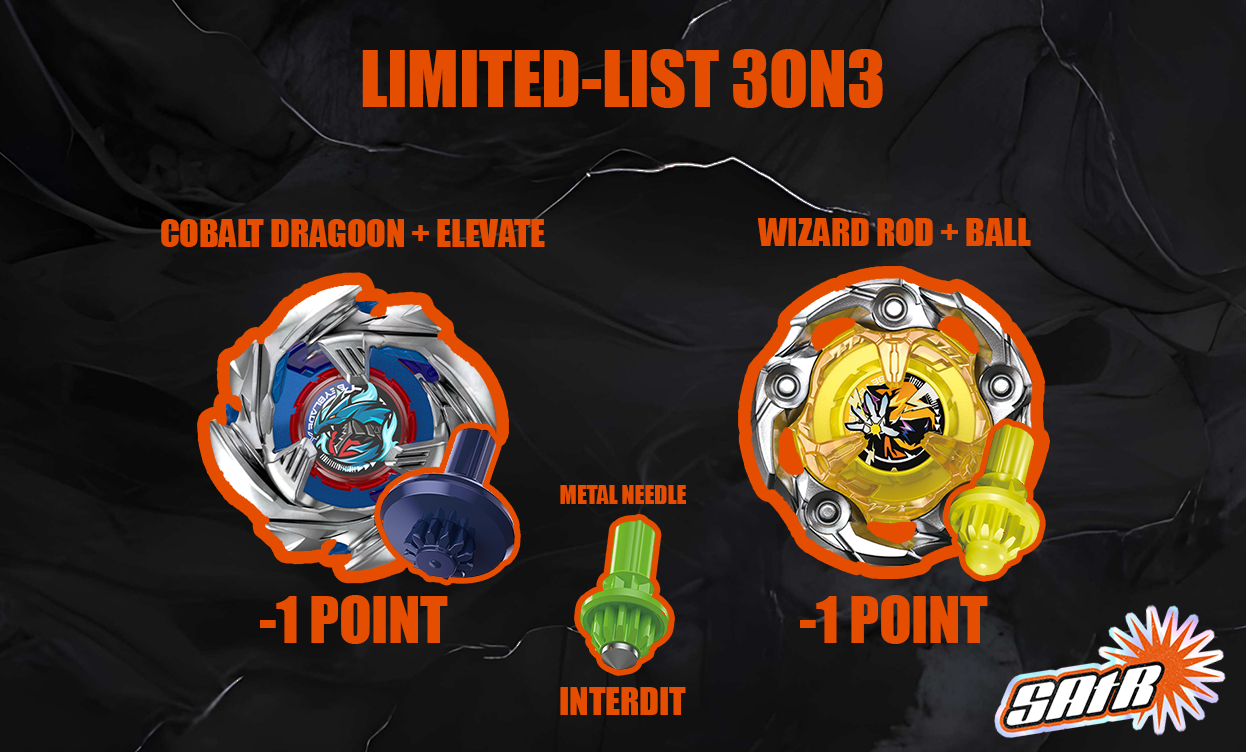 LIMITED-LIST 3ON3
COBALT DRAGOON + ELEVATE
WIZARD ROD + BALL
METAL NEEDLE
-1 POINT
-1 POINT
INTERDIT
SAtR